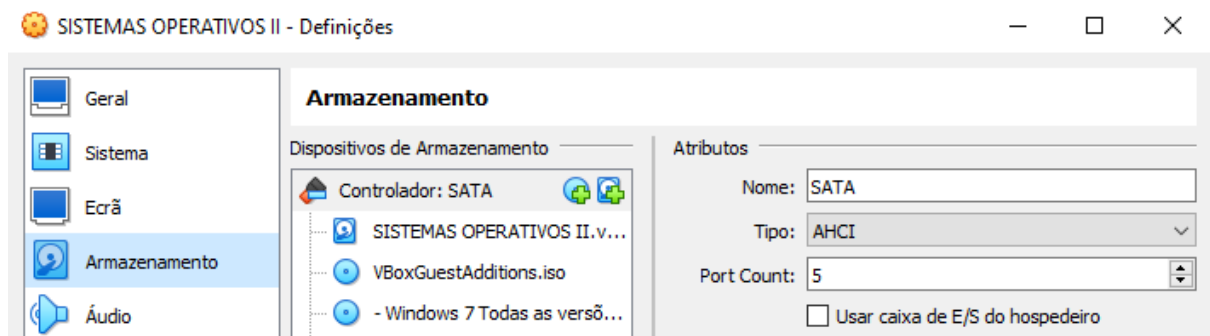 SISTEMAS OPERATIVOS II - Definições
Geral
Sistema
Ecrã
Armazenamento
Áudio
Armazenamento
Dispositivos de Armazenamento
Controlador: SATA
SISTEMAS OPERATIVOS II.v...
VBoxGuestAdditions.iso
- Windows 7 Todas as versõ...
Atributos
Nome: SATA
Tipo: AHCI
Port Count: 5
Usar caixa de E/S do hospedeiro